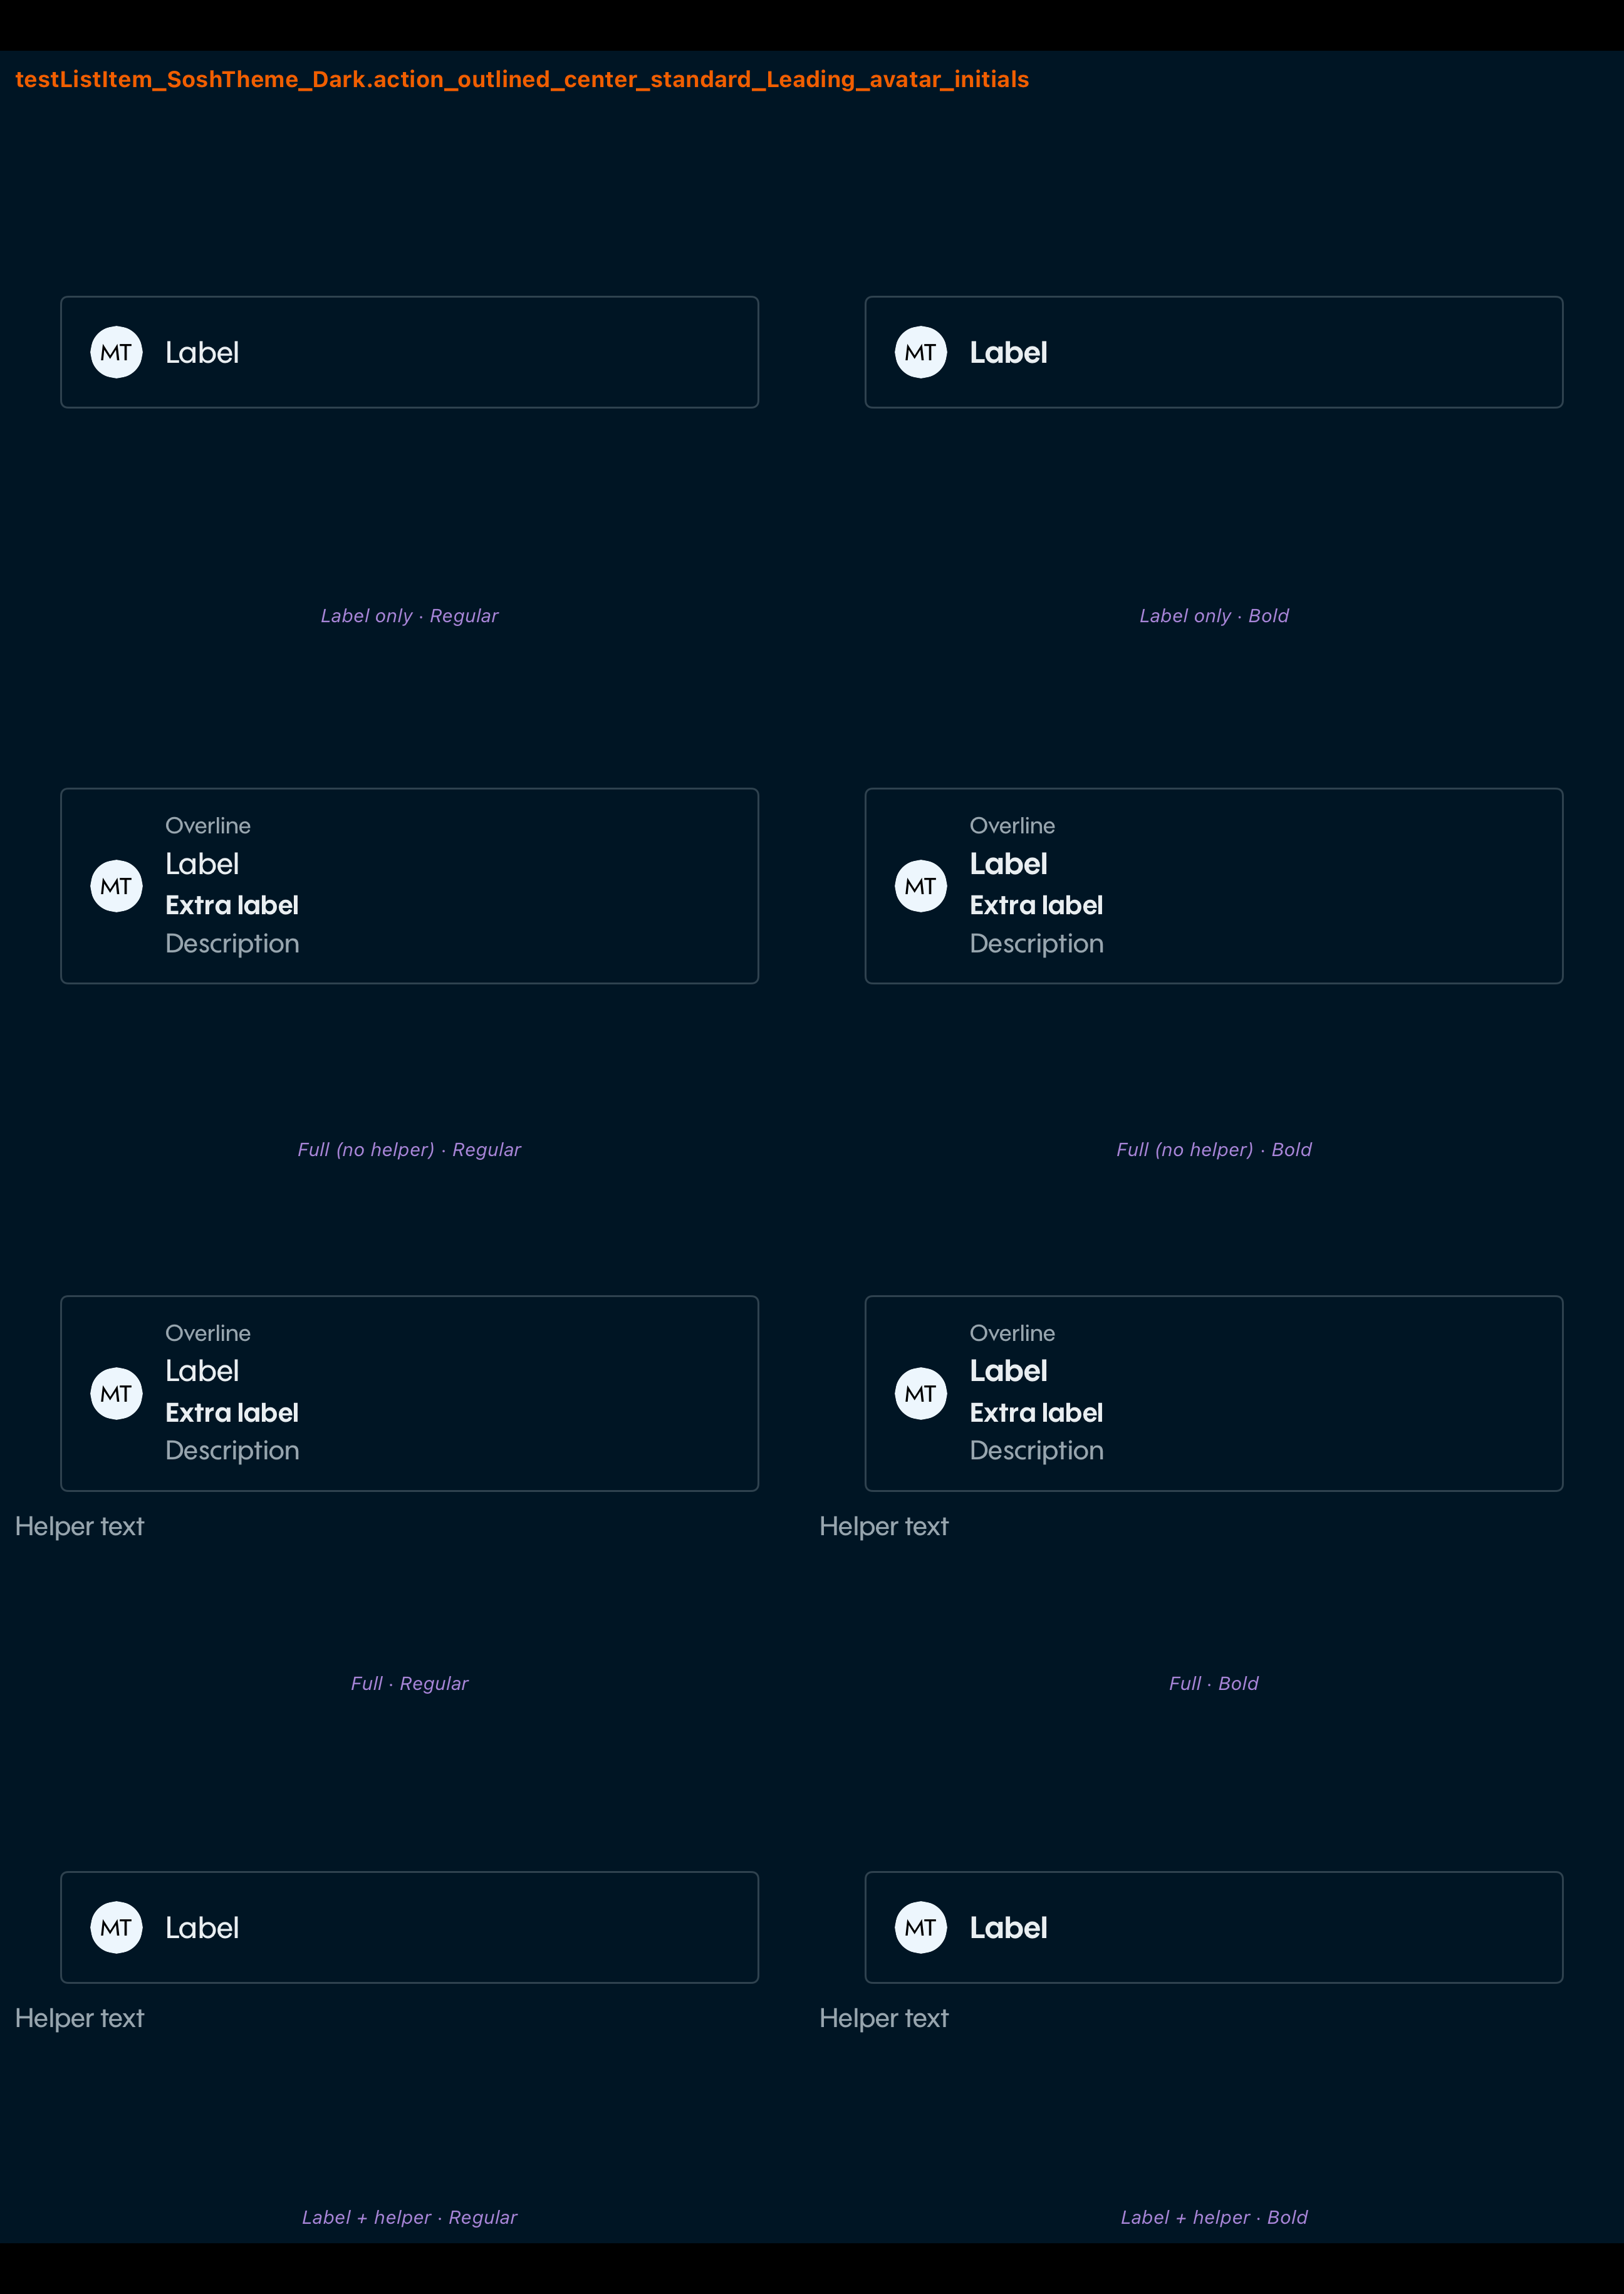 testListItem_SoshTheme_Dark.action_outlined_center_standard_Leading_avatar_initials
MT Label
MT Label
Label only · Regular
Label only · Bold
Overline
Label
MT
Extra label
Description
Overline
Label
MT
Extra label
Description
Full (no helper) · Regular
Full (no helper) · Bold
Overline
Label
MT
Extra label
Description
Helper text
Overline
Label
MT
Extra label
Description
Helper text
Full · Regular
Full · Bold
MT Label
Helper text
MT Label
Helper text
Label + helper · Regular
Label + helper · Bold